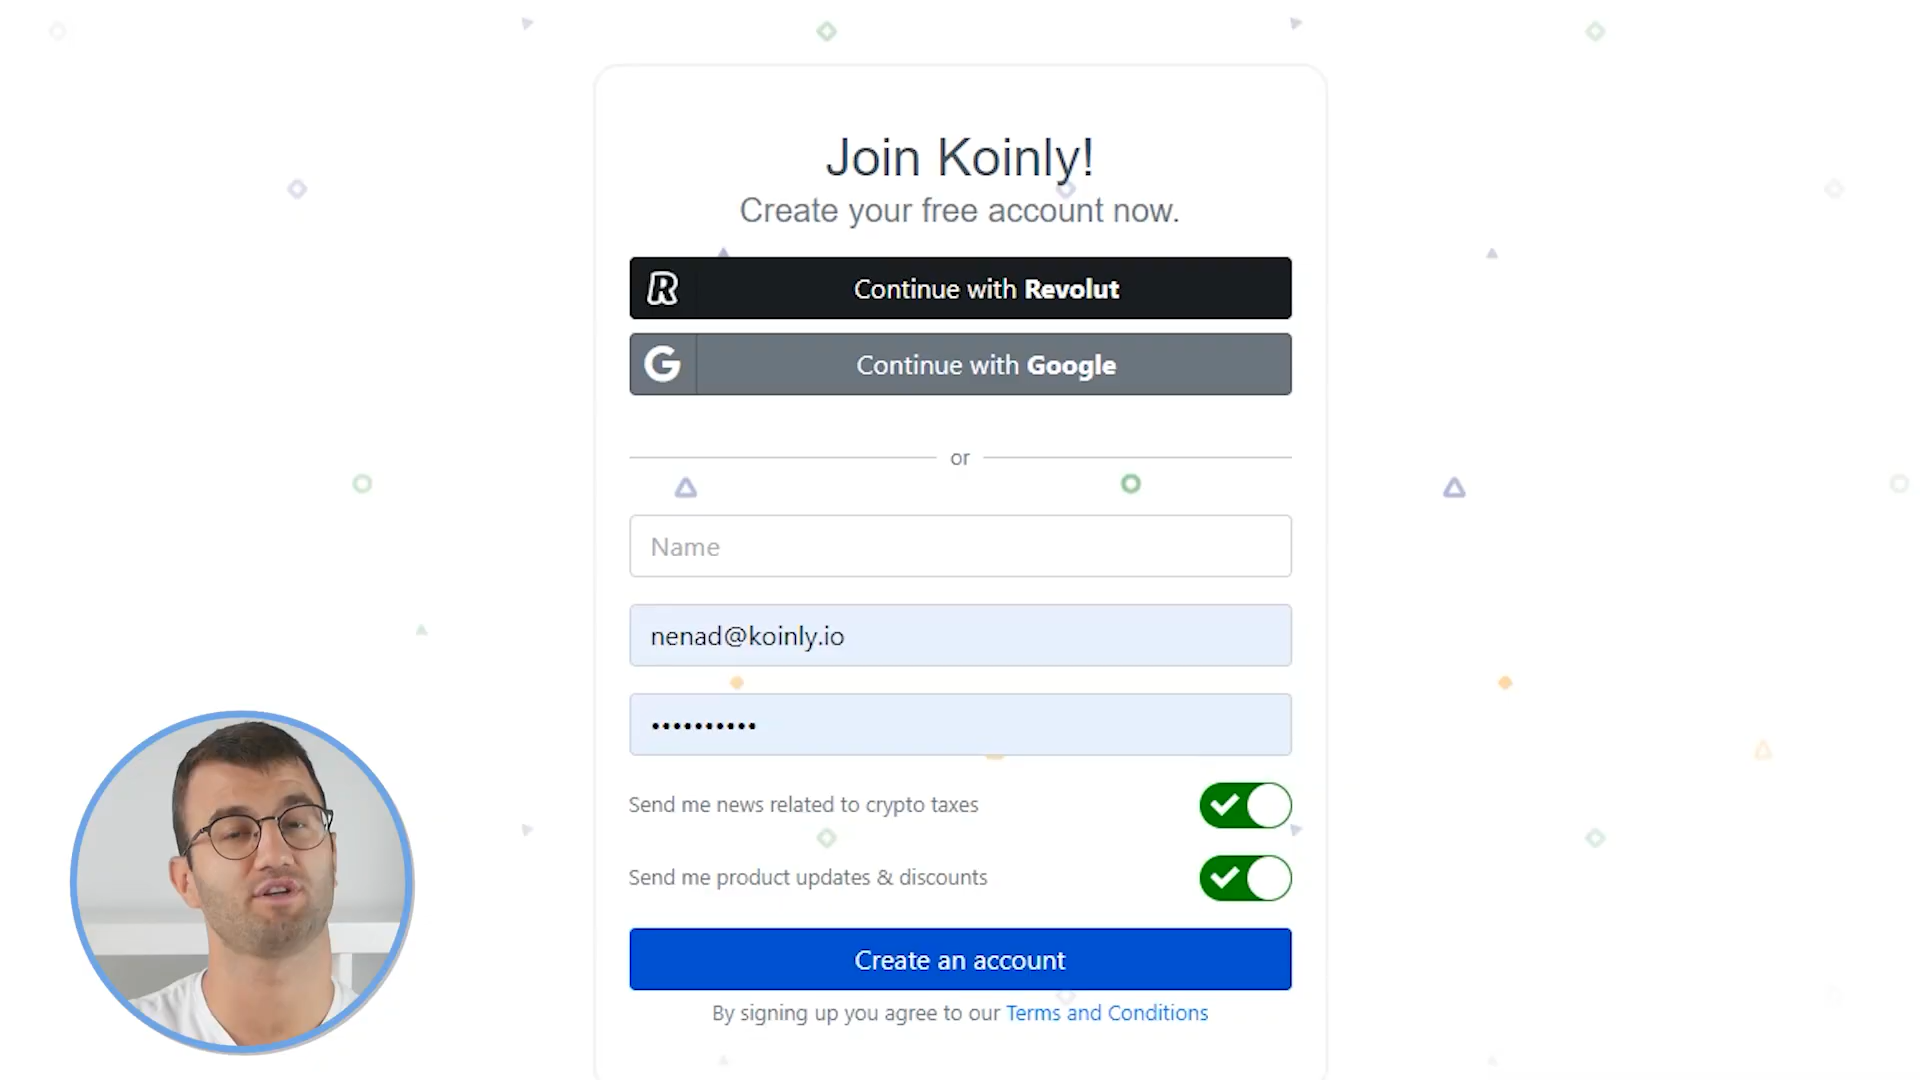 Join Koinly!
Create your free account now.
R Continue with Revolut
G Continue with Google
or
Name
nenad@koinly.io
••••••••••
Send me news related to crypto taxes
Send me product updates & discounts
Create an account
By signing up you agree to our Terms and Conditions